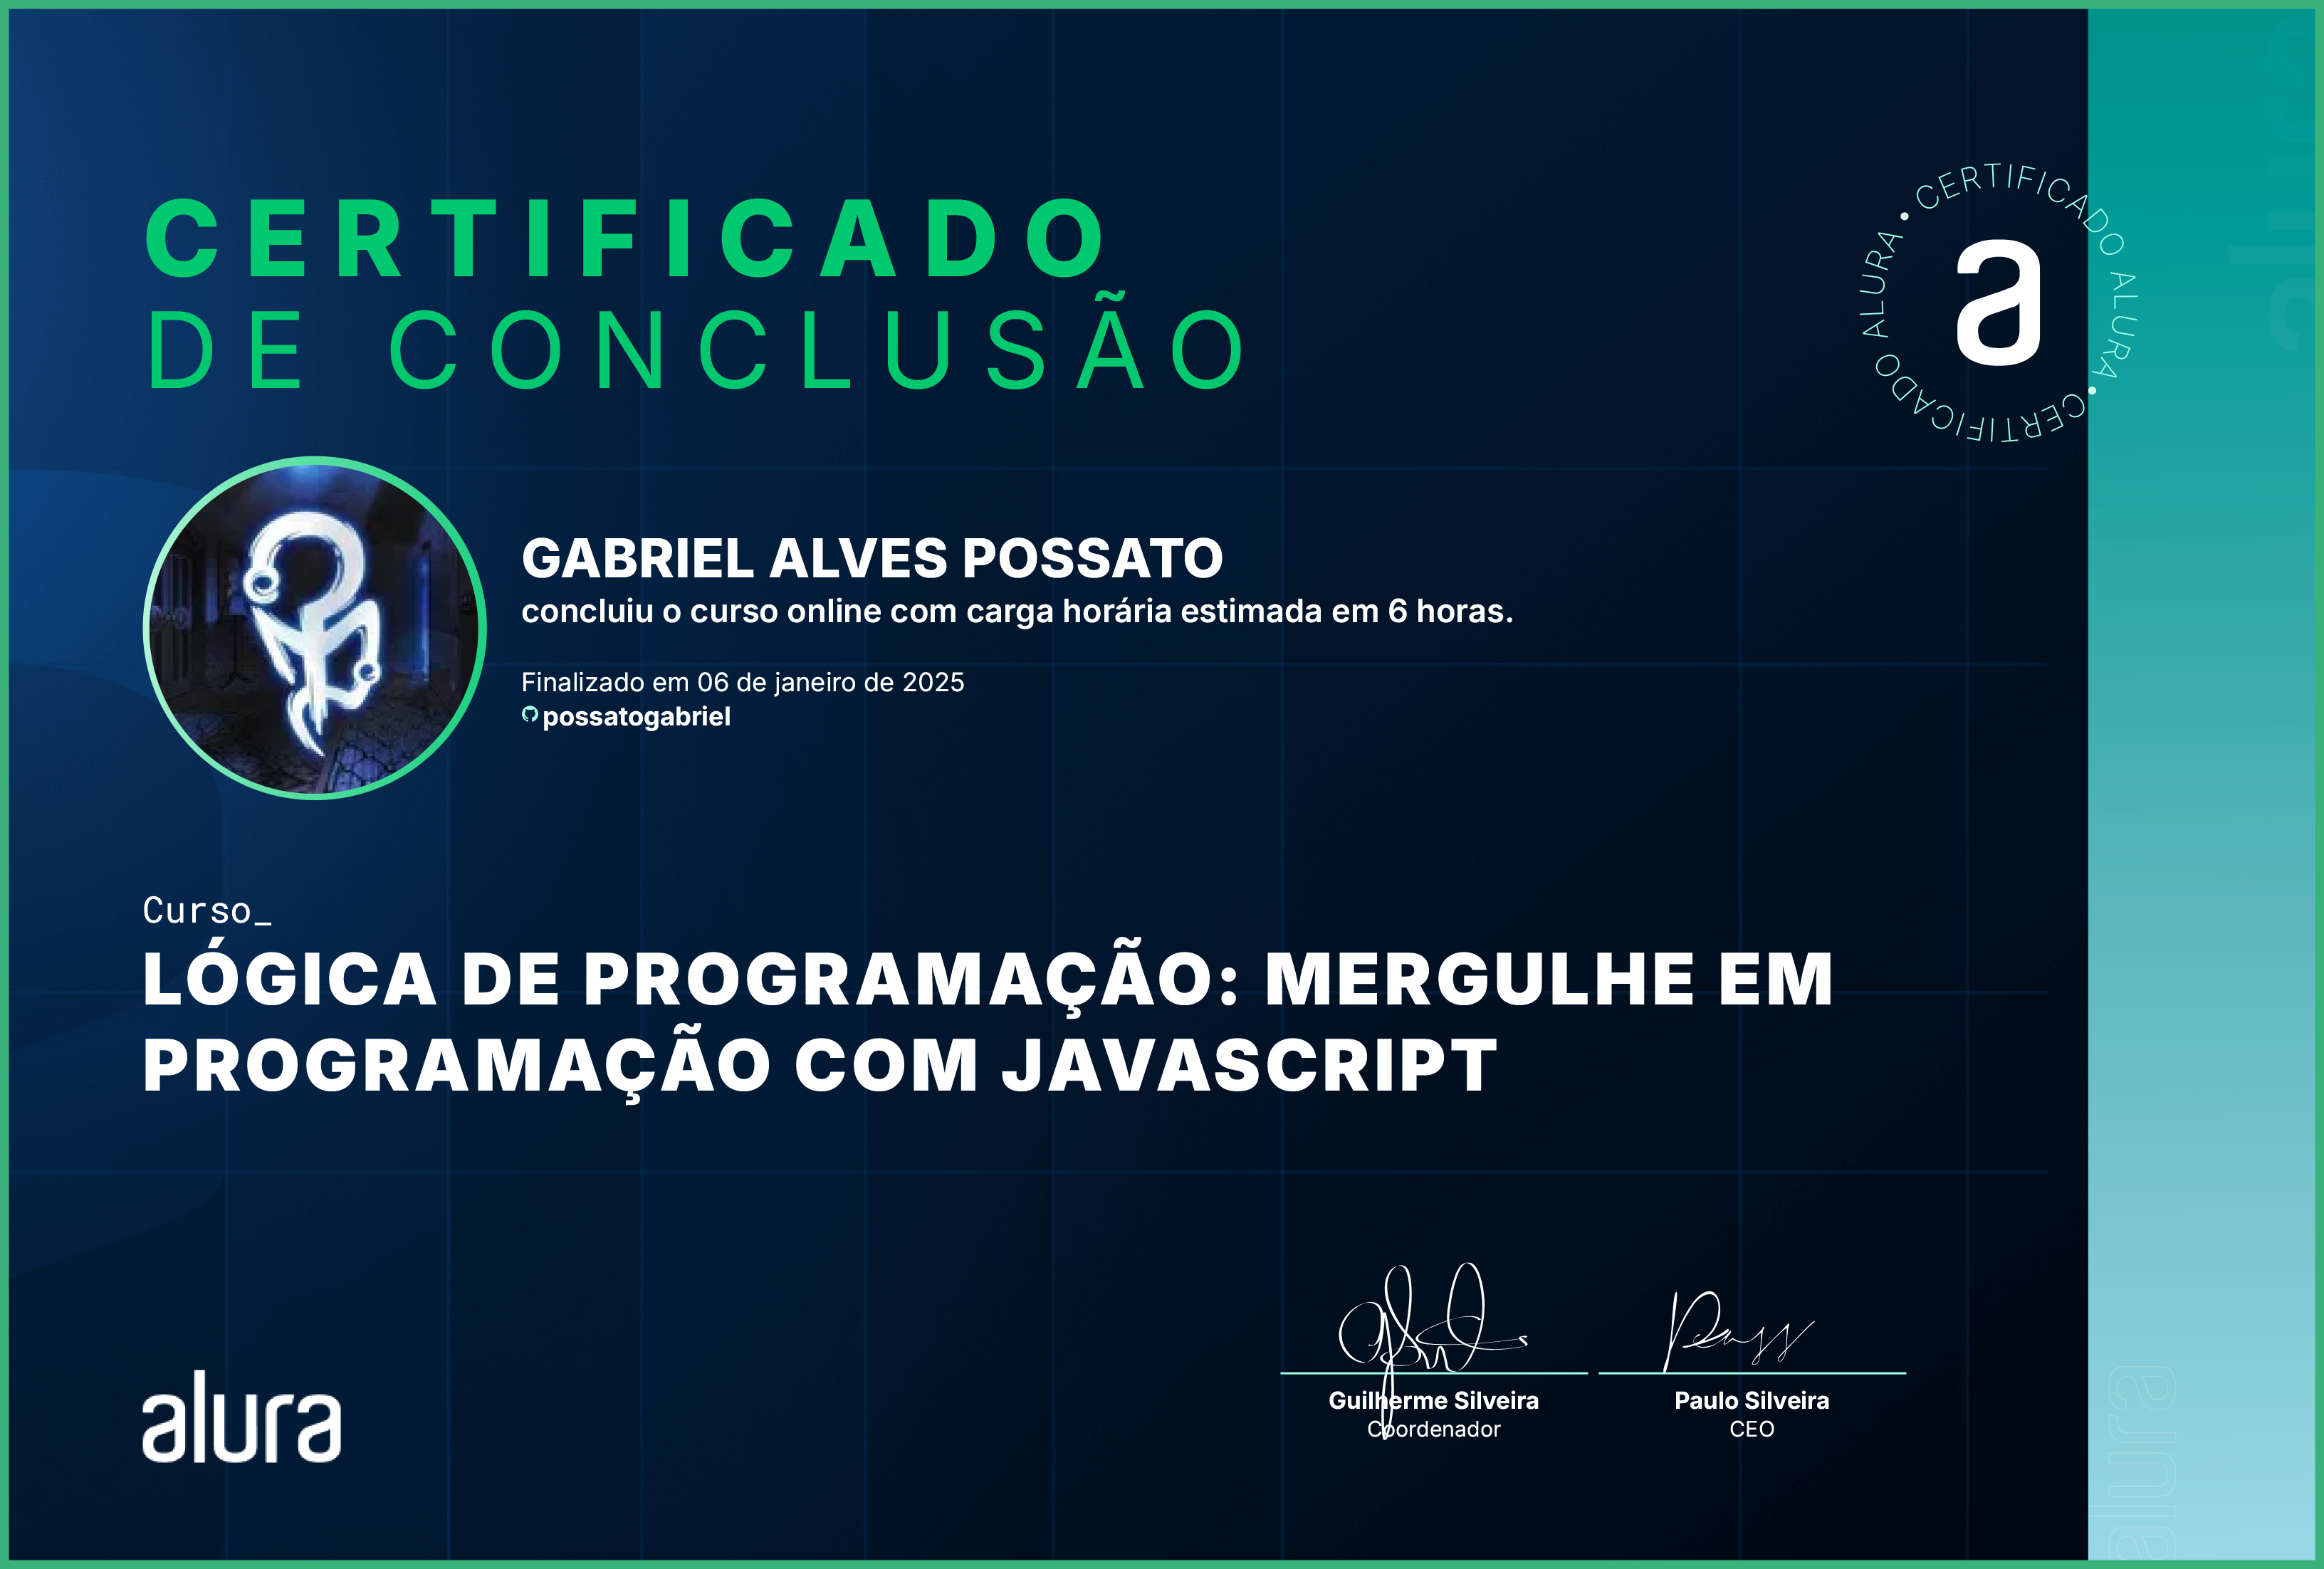 CERTIFICADO
DE CONCLUSÃO
CERTIFICADO ALURA • CERTIFICADO ALURA •
a
GABRIEL ALVES POSSATO
concluiu o curso online com carga horária estimada em 6 horas.
Finalizado em 06 de janeiro de 2025
possatogabriel
Curso_
LÓGICA DE PROGRAMAÇÃO: MERGULHE EM
PROGRAMAÇÃO COM JAVASCRIPT
Guilherme Silveira
Coordenador
Paulo Silveira
CEO
alura
alura
alura